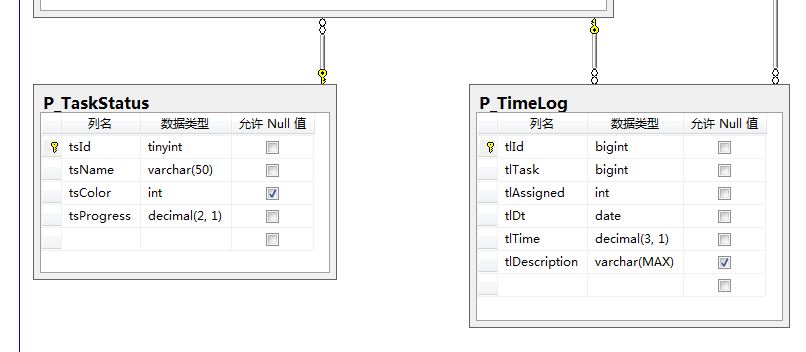 P_TaskStatus
列名 数据类型 允许 Null 值
tsId tinyint
tsName varchar(50)
tsColor int
tsProgress decimal(2, 1)
P_TimeLog
列名 数据类型 允许 Null 值
tlId bigint
tlTask bigint
tlAssigned int
tlDt date
tlTime decimal(3, 1)
tlDescription varchar(MAX)